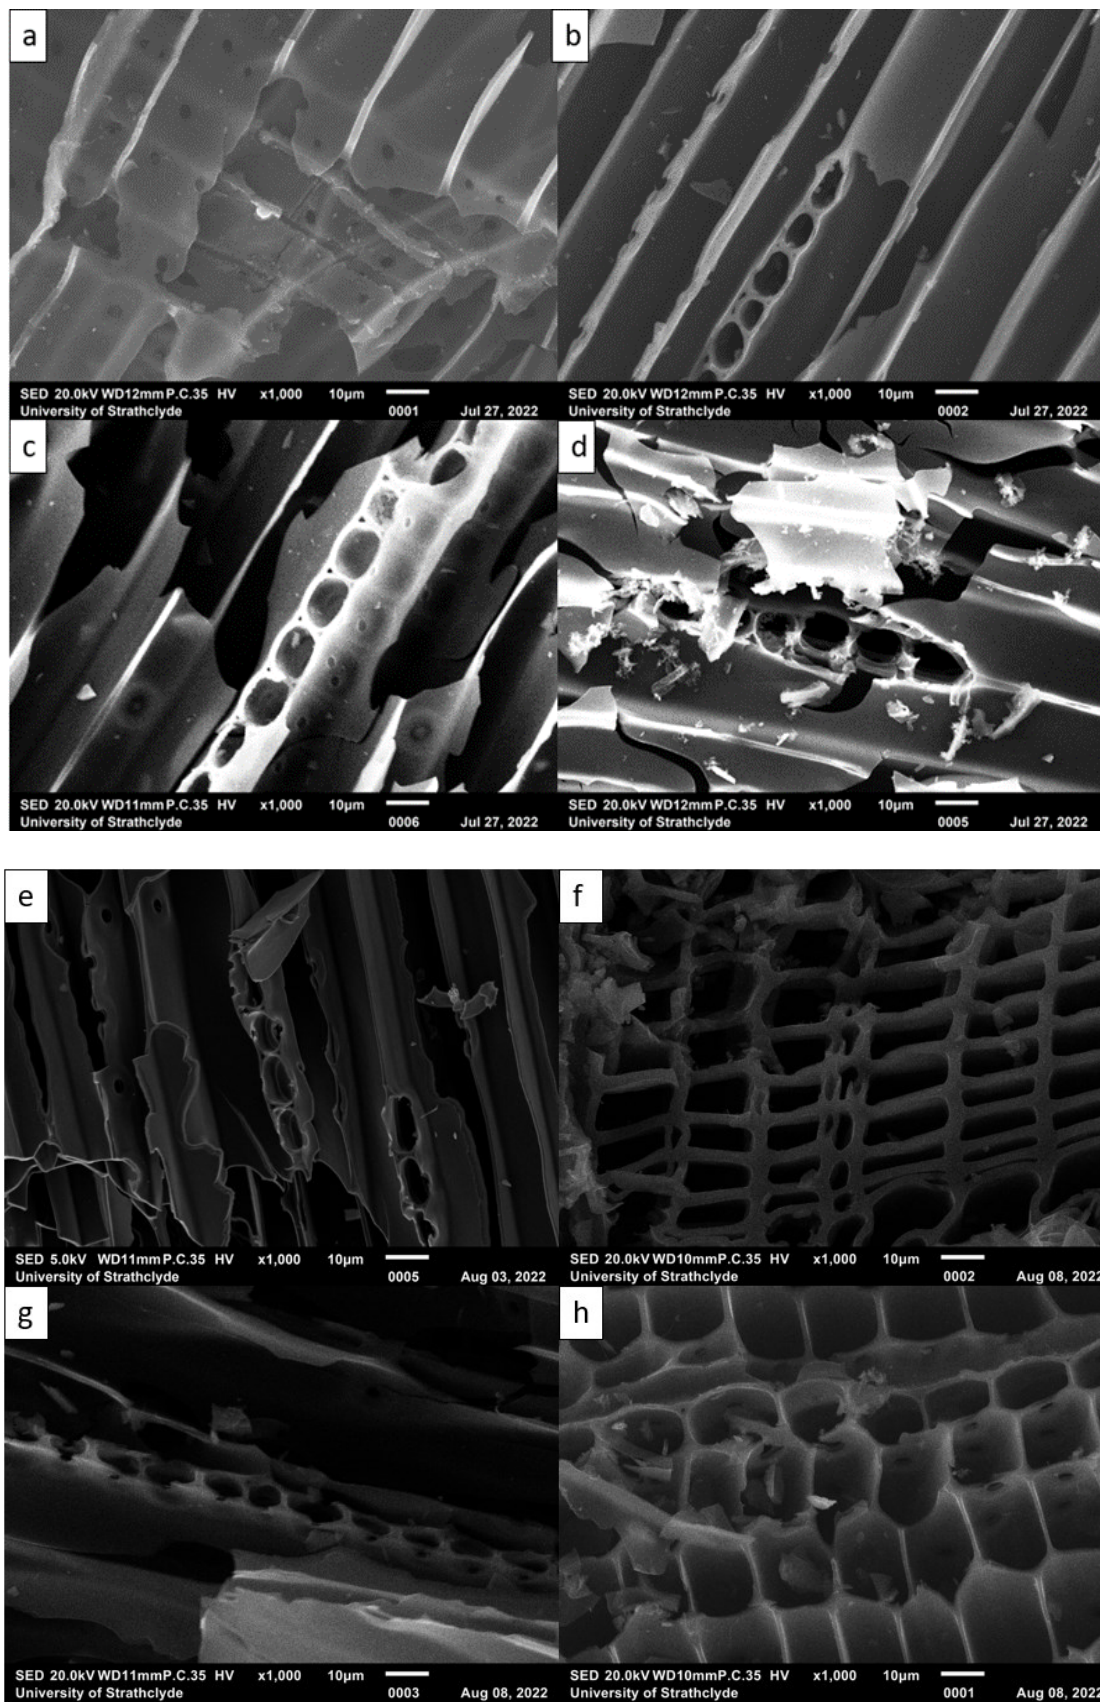 a
b
SED 20.0kV WD12mm P.C.35 HV x1,000 10µm
University of Strathclyde 0001 Jul 27, 2022
SED 20.0kV WD12mm P.C.35 HV x1,000 10µm
University of Strathclyde 0002 Jul 27, 2022
c
d
SED 20.0kV WD11mm P.C.35 HV x1,000 10µm
University of Strathclyde 0006 Jul 27, 2022
SED 20.0kV WD12mm P.C.35 HV x1,000 10µm
University of Strathclyde 0005 Jul 27, 2022
e
f
SED 5.0kV WD11mm P.C.35 HV x1,000 10µm
University of Strathclyde 0005 Aug 03, 2022
SED 20.0kV WD10mm P.C.35 HV x1,000 10µm
University of Strathclyde 0002 Aug 08, 2022
g
h
SED 20.0kV WD11mm P.C.35 HV x1,000 10µm
University of Strathclyde 0003 Aug 08, 2022
SED 20.0kV WD10mm P.C.35 HV x1,000 10µm
University of Strathclyde 0001 Aug 08, 2022